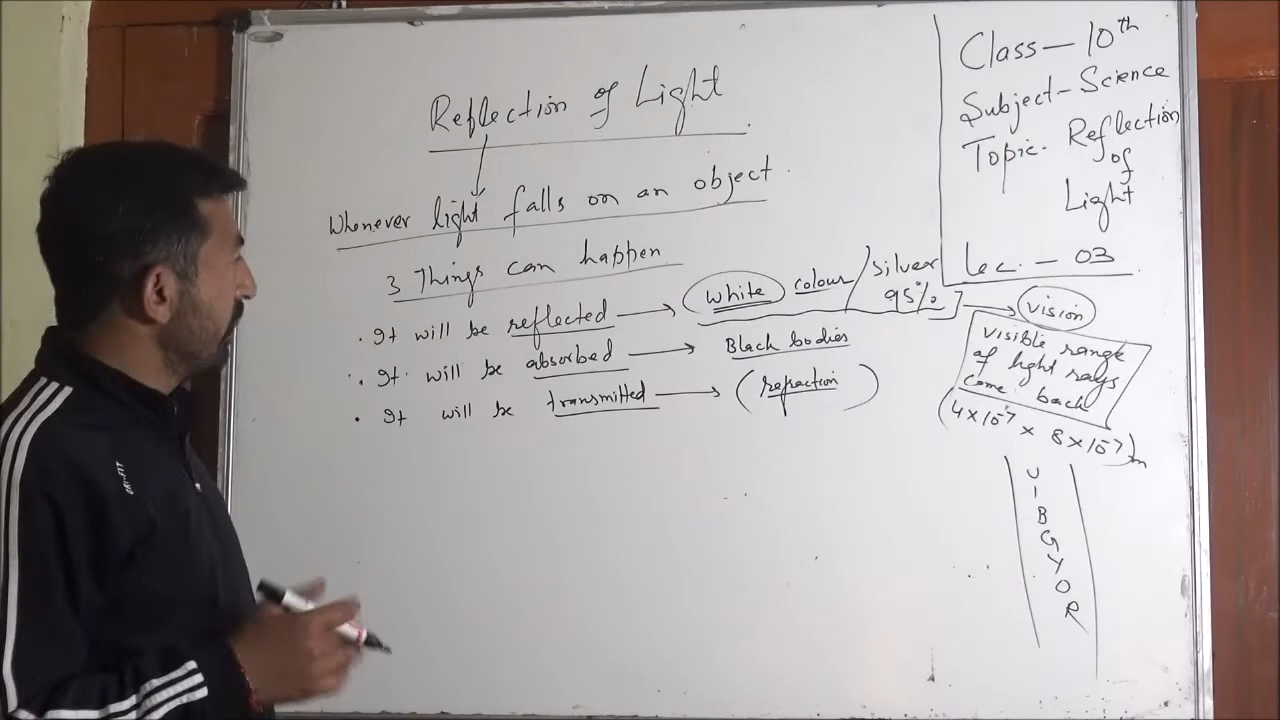 Reflection of Light
Whenever light falls on an object.
3 Things can happen
• It will be reflected → white colour / silver 95% → vision
• It will be absorbed → Black bodies
• It will be transmitted → (refraction)
Class - 10th
Subject - Science
Topic - Reflection
of
Light
Lec. - 03
visible range
of light rays
come back
(4×10⁻⁷ × 8×10⁻⁷)m
V
I
B
G
Y
O
R
DRI-FIT